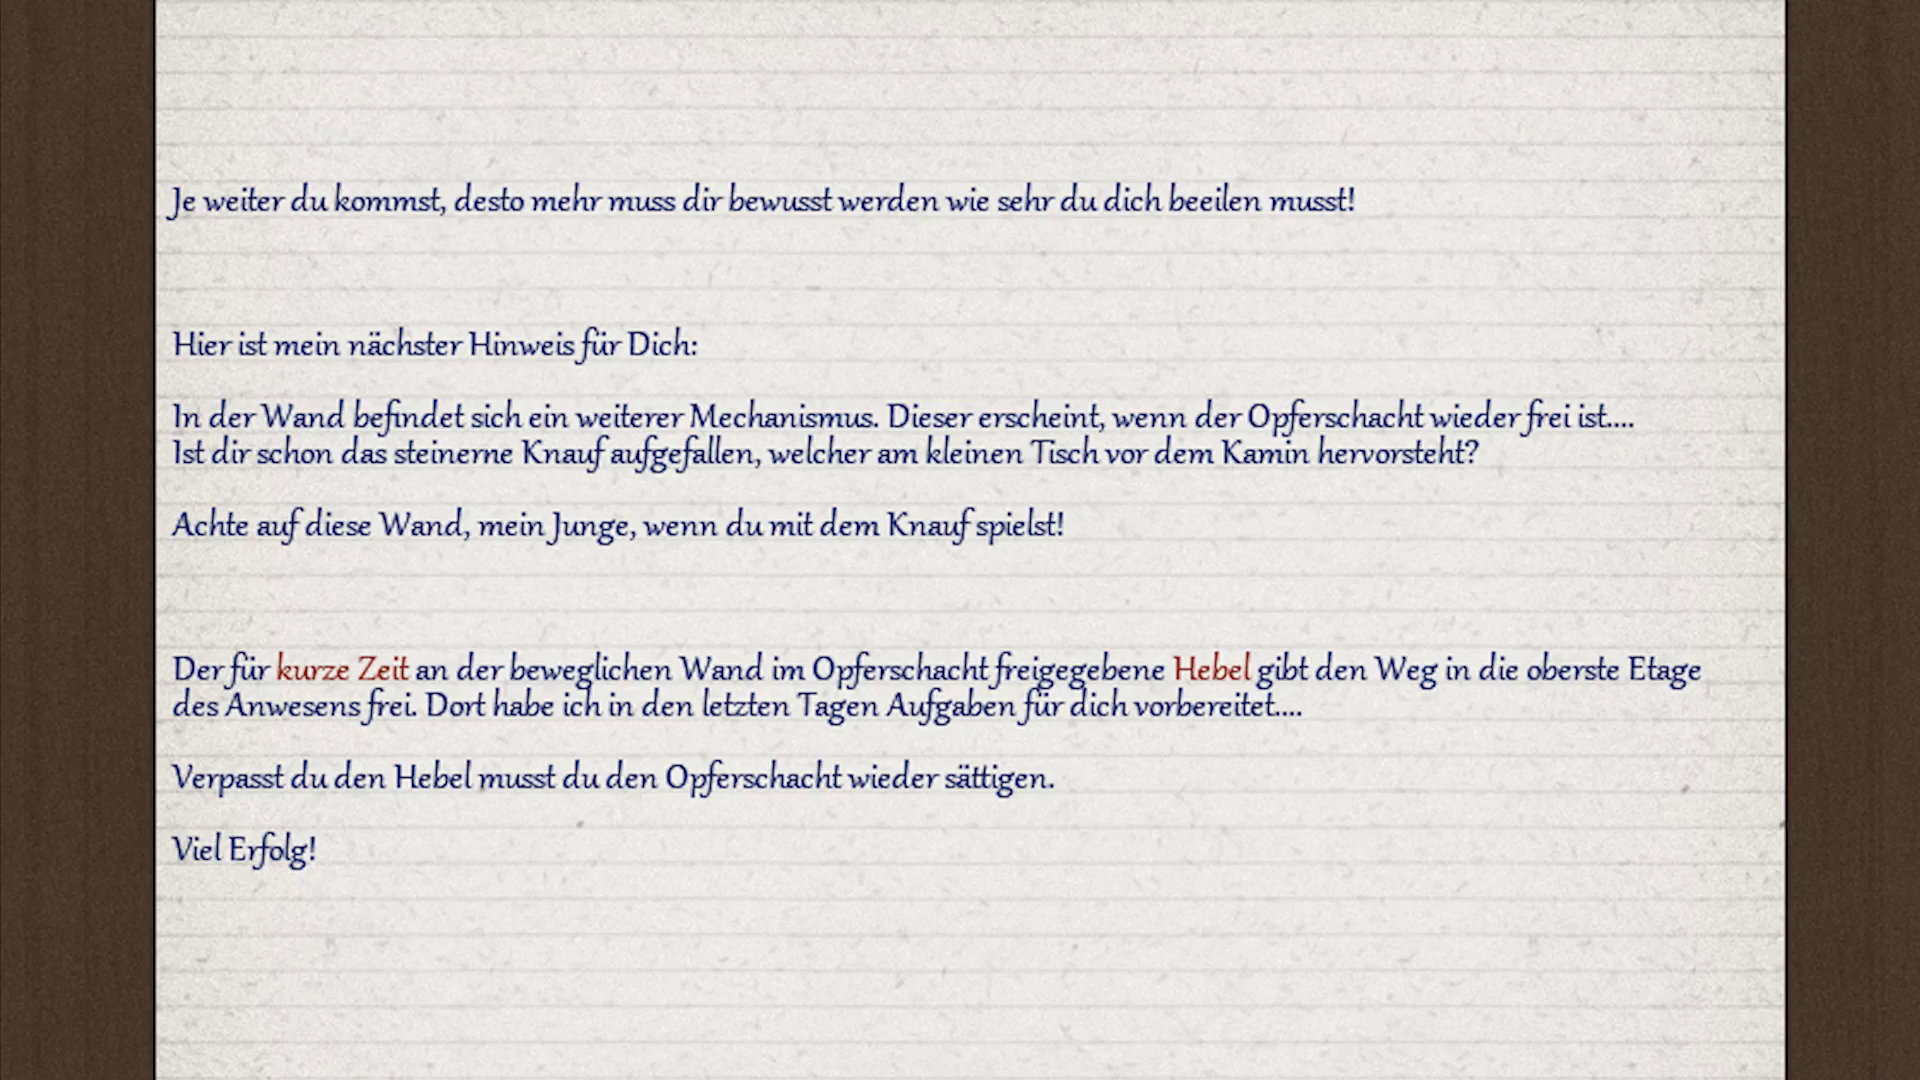 Je weiter du kommst, desto mehr muss dir bewusst werden wie sehr du dich beeilen musst!
Hier ist mein nächster Hinweis für Dich:
In der Wand befindet sich ein weiterer Mechanismus. Dieser erscheint, wenn der Opferschacht wieder frei ist....
Ist dir schon das steinerne Knauf aufgefallen, welcher am kleinen Tisch vor dem Kamin hervorsteht?
Achte auf diese Wand, mein Junge, wenn du mit dem Knauf spielst!
Der für kurze Zeit an der beweglichen Wand im Opferschacht freigegebene Hebel gibt den Weg in die oberste Etage
des Anwesens frei. Dort habe ich in den letzten Tagen Aufgaben für dich vorbereitet....
Verpasst du den Hebel musst du den Opferschacht wieder sättigen.
Viel Erfolg!